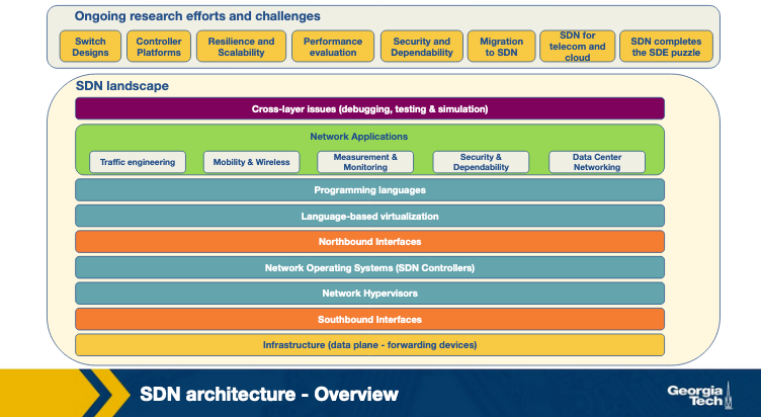 Ongoing research efforts and challenges
Switch
Designs
Controller
Platforms
Resilience and
Scalability
Performance
evaluation
Security and
Dependability
Migration
to SDN
SDN for
telecom and
cloud
SDN completes
the SDE puzzle
SDN landscape
Cross-layer issues (debugging, testing & simulation)
Network Applications
Traffic engineering
Mobility & Wireless
Measurement &
Monitoring
Security &
Dependability
Data Center
Networking
Programming languages
Language-based virtualization
Northbound Interfaces
Network Operating Systems (SDN Controllers)
Network Hypervisors
Southbound Interfaces
Infrastructure (data plane - forwarding devices)
SDN architecture - Overview
Georgia
Tech